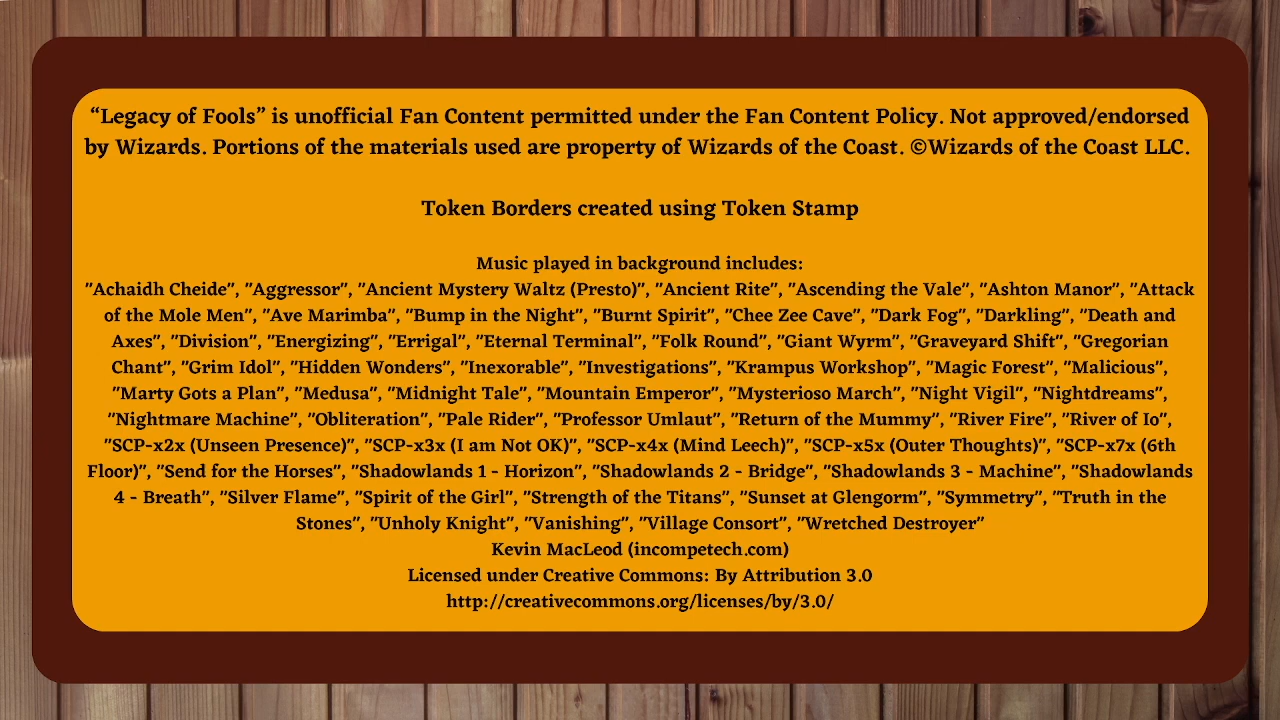 “Legacy of Fools” is unofficial Fan Content permitted under the Fan Content Policy. Not approved/endorsed
by Wizards. Portions of the materials used are property of Wizards of the Coast. ©Wizards of the Coast LLC.
Token Borders created using Token Stamp
Music played in background includes:
"Achaidh Cheide", "Aggressor", "Ancient Mystery Waltz (Presto)", "Ancient Rite", "Ascending the Vale", "Ashton Manor", "Attack
of the Mole Men", "Ave Marimba", "Bump in the Night", "Burnt Spirit", "Chee Zee Cave", "Dark Fog", "Darkling", "Death and
Axes", "Division", "Energizing", "Errigal", "Eternal Terminal", "Folk Round", "Giant Wyrm", "Graveyard Shift", "Gregorian
Chant", "Grim Idol", "Hidden Wonders", "Inexorable", "Investigations", "Krampus Workshop", "Magic Forest", "Malicious",
"Marty Gots a Plan", "Medusa", "Midnight Tale", "Mountain Emperor", "Mysterioso March", "Night Vigil", "Nightdreams",
"Nightmare Machine", "Obliteration", "Pale Rider", "Professor Umlaut", "Return of the Mummy", "River Fire", "River of Io",
"SCP-x2x (Unseen Presence)", "SCP-x3x (I am Not OK)", "SCP-x4x (Mind Leech)", "SCP-x5x (Outer Thoughts)", "SCP-x7x (6th
Floor)", "Send for the Horses", "Shadowlands 1 - Horizon", "Shadowlands 2 - Bridge", "Shadowlands 3 - Machine", "Shadowlands
4 - Breath", "Silver Flame", "Spirit of the Girl", "Strength of the Titans", "Sunset at Glengorm", "Symmetry", "Truth in the
Stones", "Unholy Knight", "Vanishing", "Village Consort", "Wretched Destroyer"
Kevin MacLeod (incompetech.com)
Licensed under Creative Commons: By Attribution 3.0
http://creativecommons.org/licenses/by/3.0/